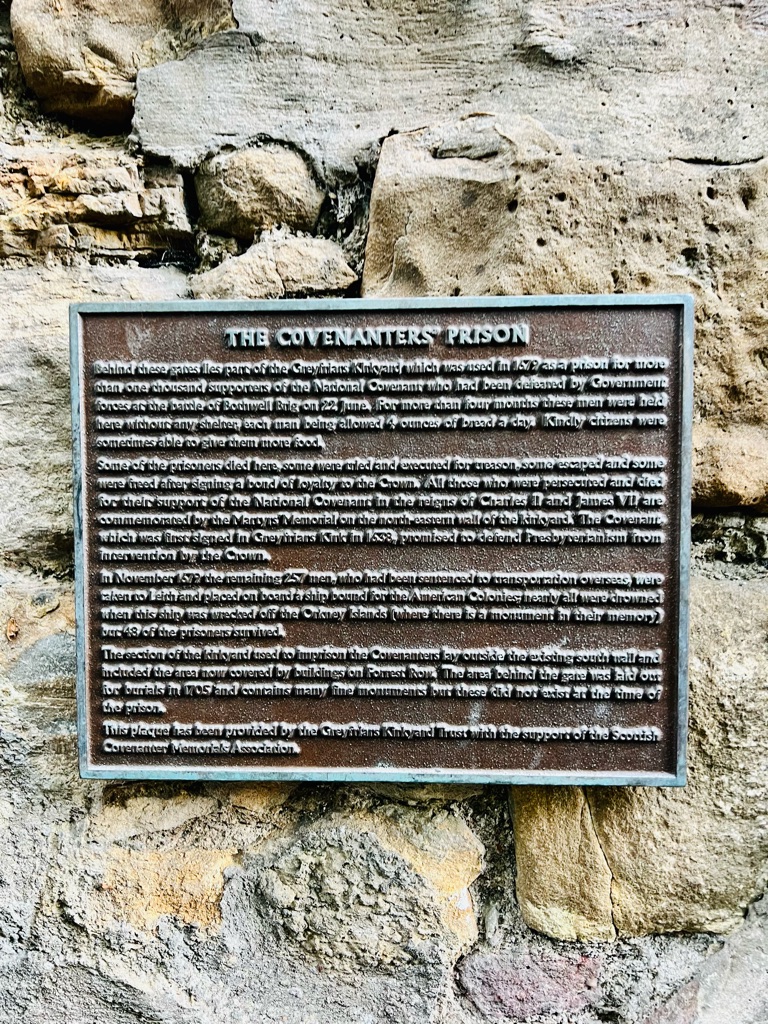 THE COVENANTERS' PRISON
Behind these gates lies part of the Greyfriars Kirkyard which was used in 1679 as a prison for more
than one thousand supporters of the National Covenant who had been defeated by Government
forces at the battle of Bothwell Brig on 22 June. For more than four months these men were held
here without any shelter, each man being allowed 4 ounces of bread a day. Kindly citizens were
sometimes able to give them more food.
Some of the prisoners died here, some were tried and executed for treason, some escaped and some
were freed after signing a bond of loyalty to the Crown. All those who were persecuted and died
for their support of the National Covenant in the reigns of Charles II and James VII are
commemorated by the Martyrs Memorial on the north-eastern wall of the kirkyard. The Covenant,
which was first signed in Greyfriars Kirk in 1638, promised to defend Presbyterianism from
intervention by the Crown.
In November 1679 the remaining 257 men, who had been sentenced to transportation overseas, were
taken to Leith and placed on board a ship bound for the American Colonies; nearly all were drowned
when this ship was wrecked off the Orkney Islands (where there is a monument in their memory)
but 48 of the prisoners survived.
The section of the kirkyard used to imprison the Covenanters lay outside the existing south wall and
included the area now covered by buildings on Forrest Row. The area behind the gate was laid out
for burials in 1705 and contains many fine monuments but these did not exist at the time of
the prison.
This plaque has been provided by the Greyfriars Kirkyard Trust with the support of the Scottish
Covenanter Memorials Association.